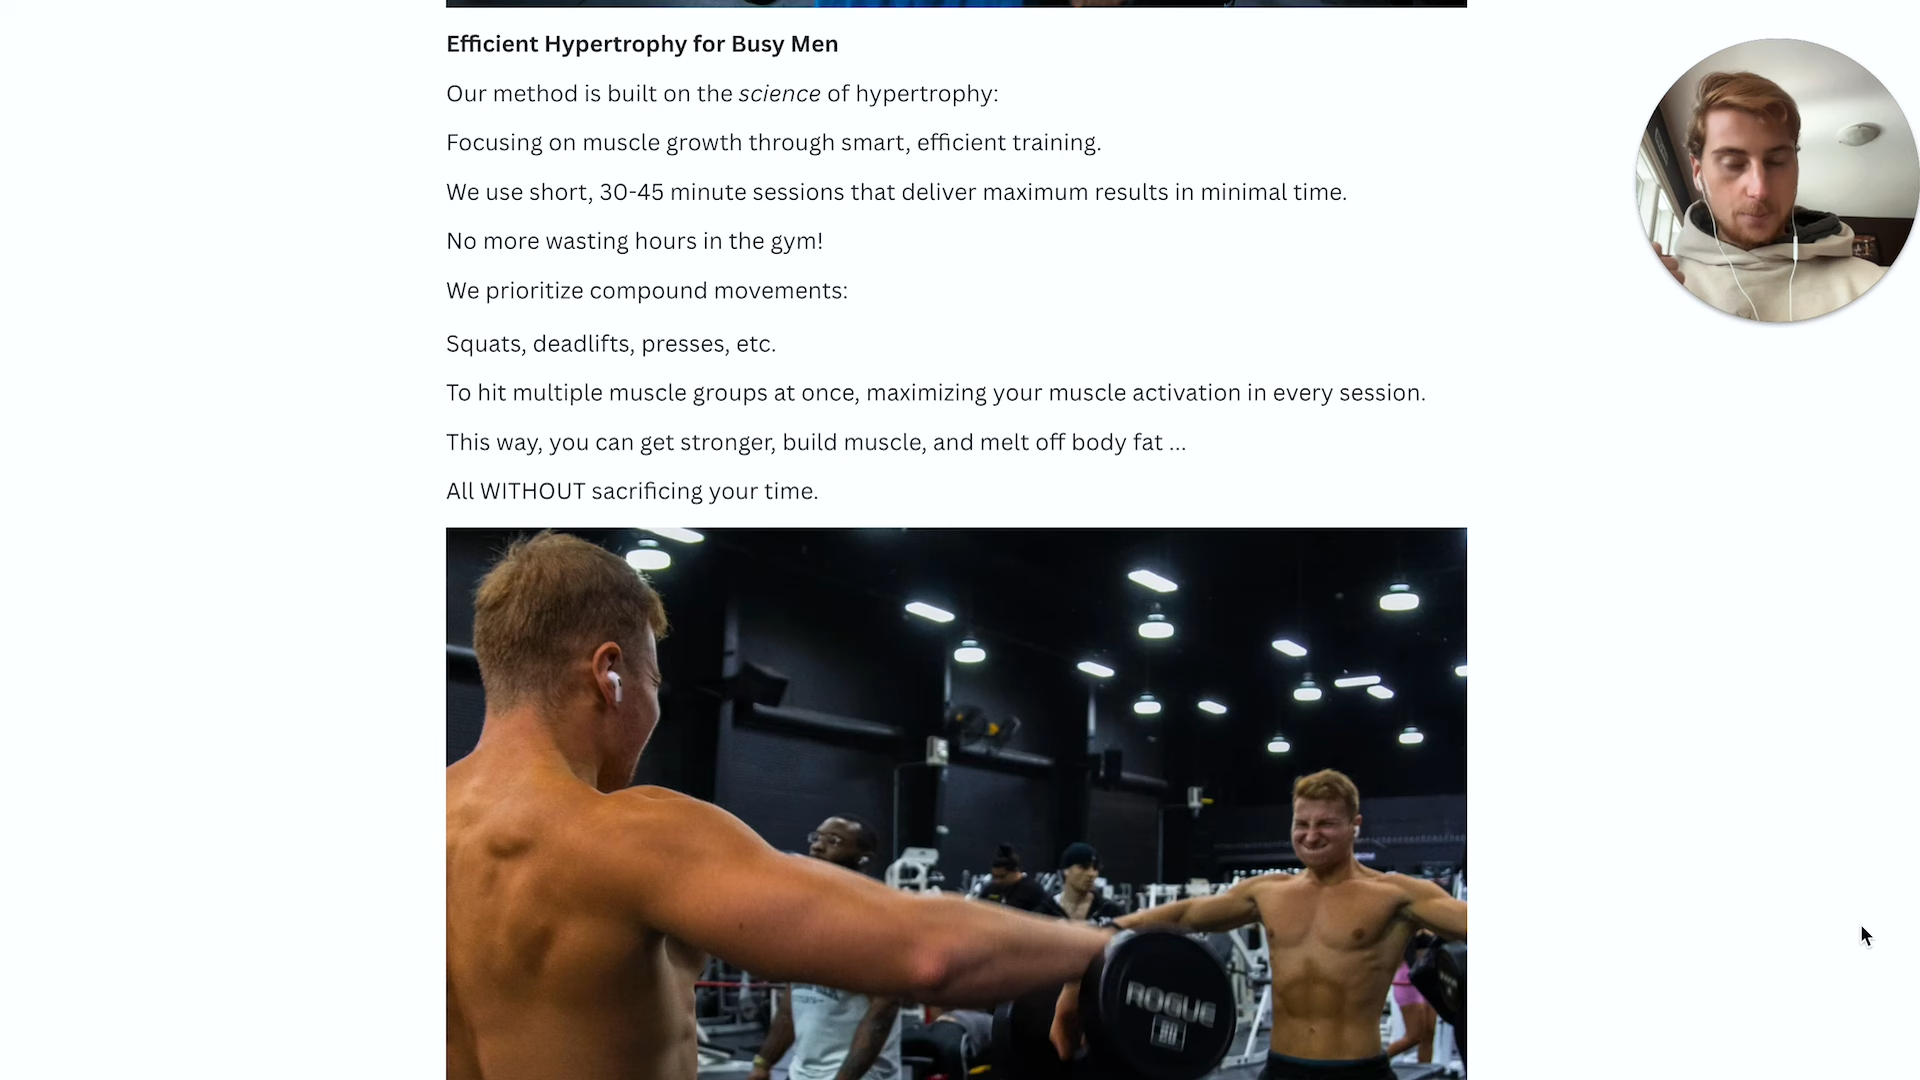 Efficient Hypertrophy for Busy Men
Our method is built on the science of hypertrophy:
Focusing on muscle growth through smart, efficient training.
We use short, 30-45 minute sessions that deliver maximum results in minimal time.
No more wasting hours in the gym!
We prioritize compound movements:
Squats, deadlifts, presses, etc.
To hit multiple muscle groups at once, maximizing your muscle activation in every session.
This way, you can get stronger, build muscle, and melt off body fat ...
All WITHOUT sacrificing your time.
ROGUE